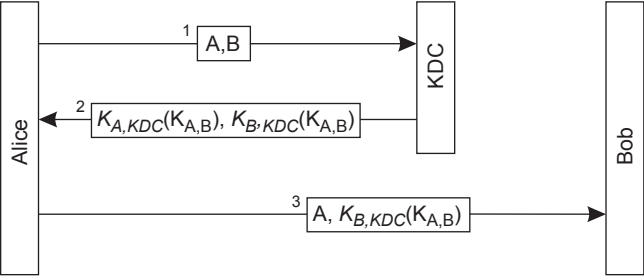 1 A,B
KDC
2 K_{A,KDC}(K_{A,B}), K_{B,KDC}(K_{A,B})
Alice
Bob
3 A, K_{B,KDC}(K_{A,B})